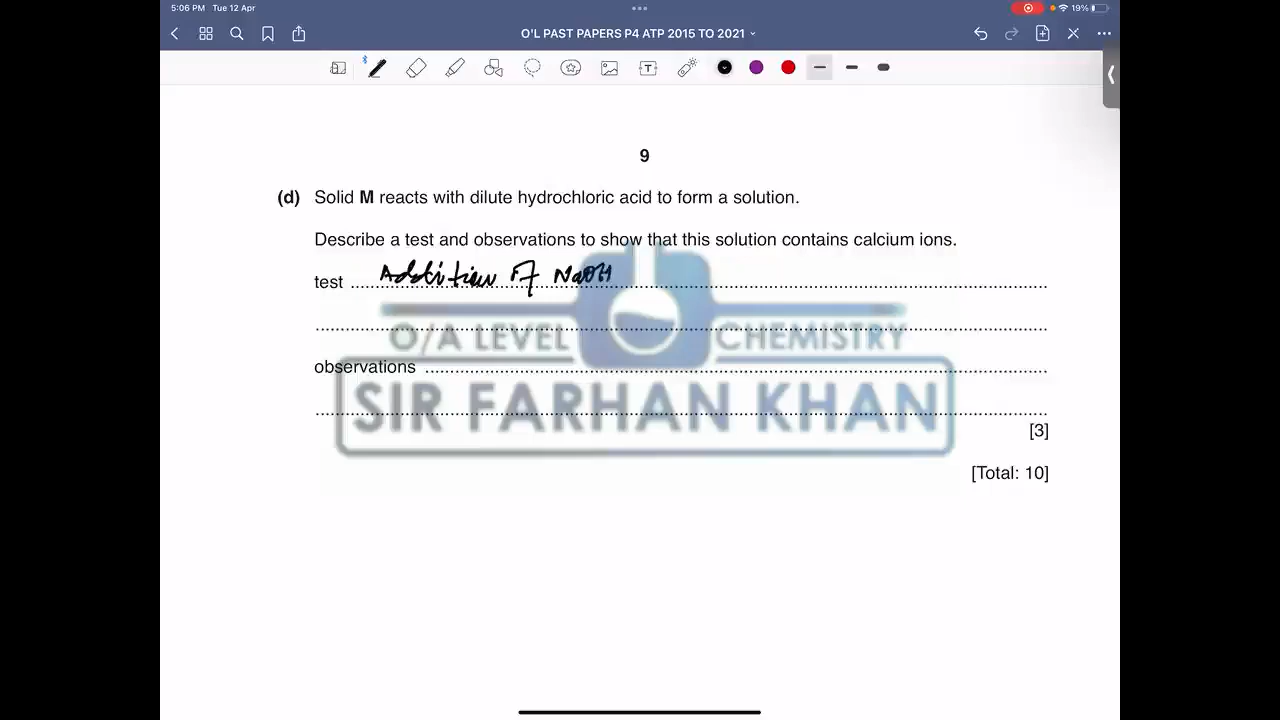 5:06 PM Tue 12 Apr
19%
O'L PAST PAPERS P4 ATP 2015 TO 2021
9
(d) Solid M reacts with dilute hydrochloric acid to form a solution.
Describe a test and observations to show that this solution contains calcium ions.
test Addition of NaOH
O/A LEVEL CHEMISTRY
observations
SIR FARHAN KHAN
[3]
[Total: 10]